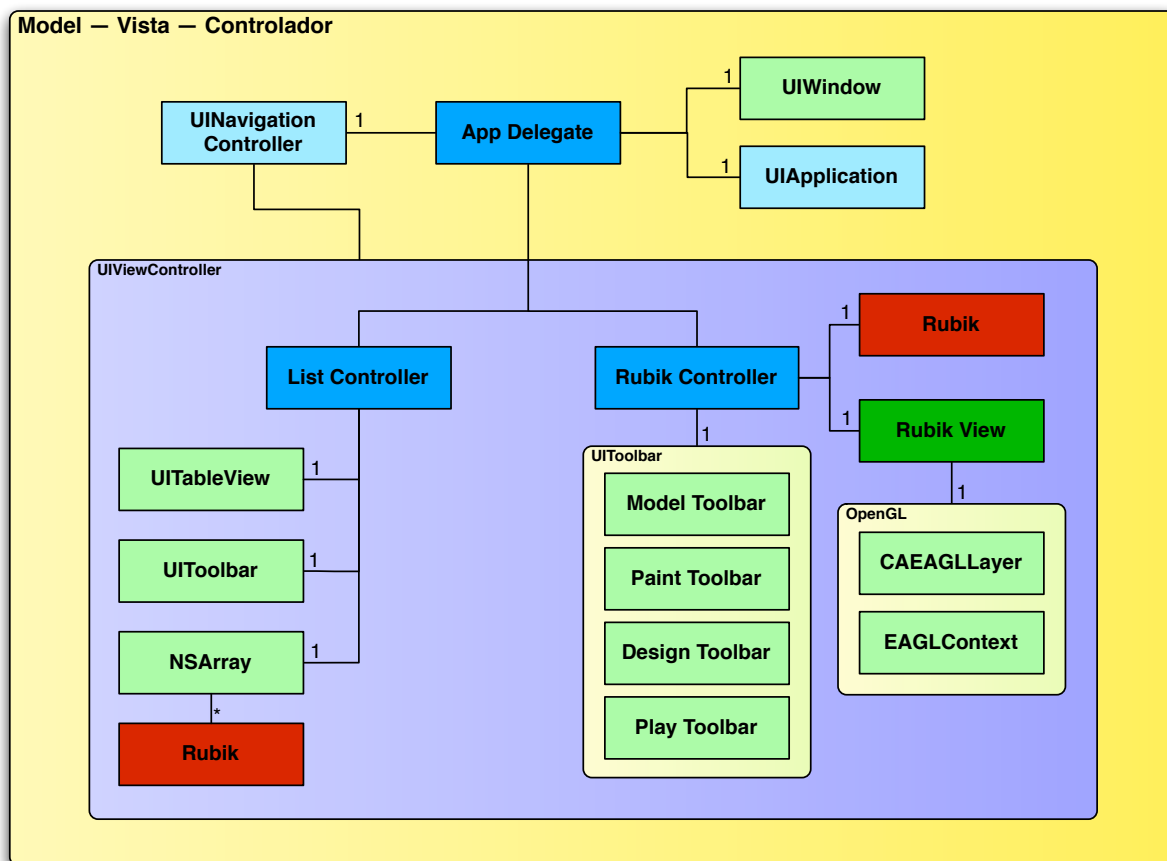 Model — Vista — Controlador
UINavigation
Controller
1
App Delegate
1
UIWindow
1
UIApplication
UIViewController
List Controller
Rubik Controller
1
Rubik
1
Rubik View
1
UITableView
1
UIToolbar
1
NSArray
*
Rubik
1
UIToolbar
Model Toolbar
Paint Toolbar
Design Toolbar
Play Toolbar
1
OpenGL
CAEAGLLayer
EAGLContext